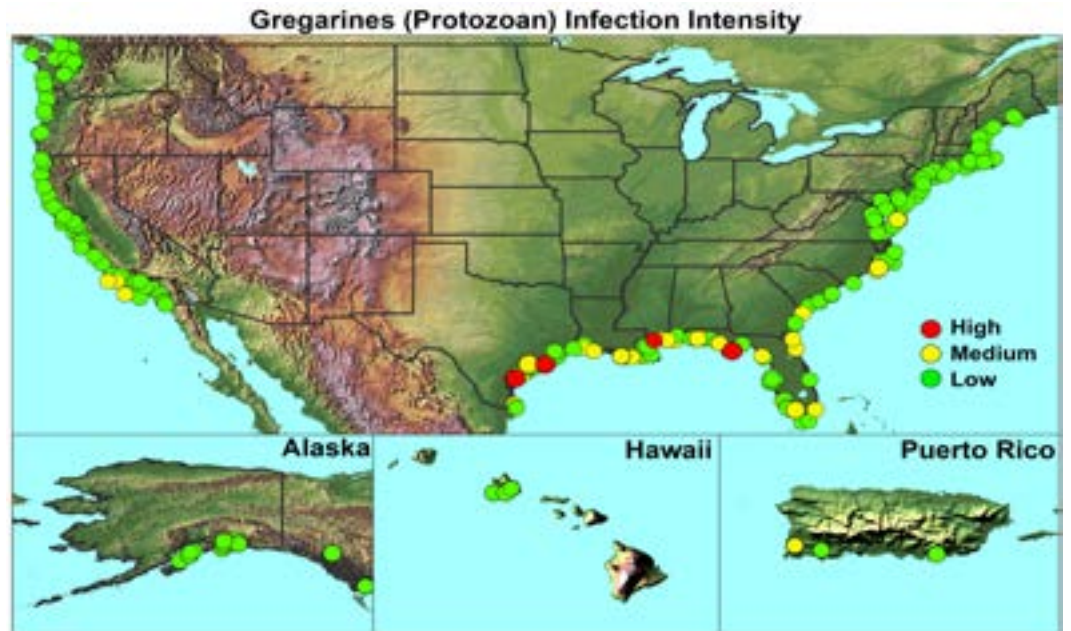 Gregarines (Protozoan) Infection Intensity
High
Medium
Low
Alaska
Hawaii
Puerto Rico